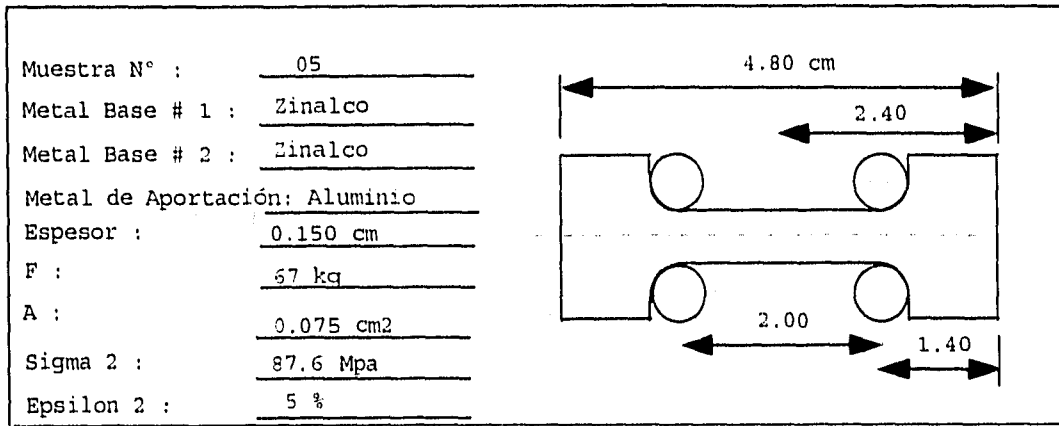 Muestra N° : 05
Metal Base # 1 : Zinalco
Metal Base # 2 : Zinalco
Metal de Aportación: Aluminio
Espesor : 0.150 cm
F : 67 kg
A : 0.075 cm2
Sigma 2 : 87.6 Mpa
Epsilon 2 : 5 %
4.80 cm
2.40
2.00
1.40